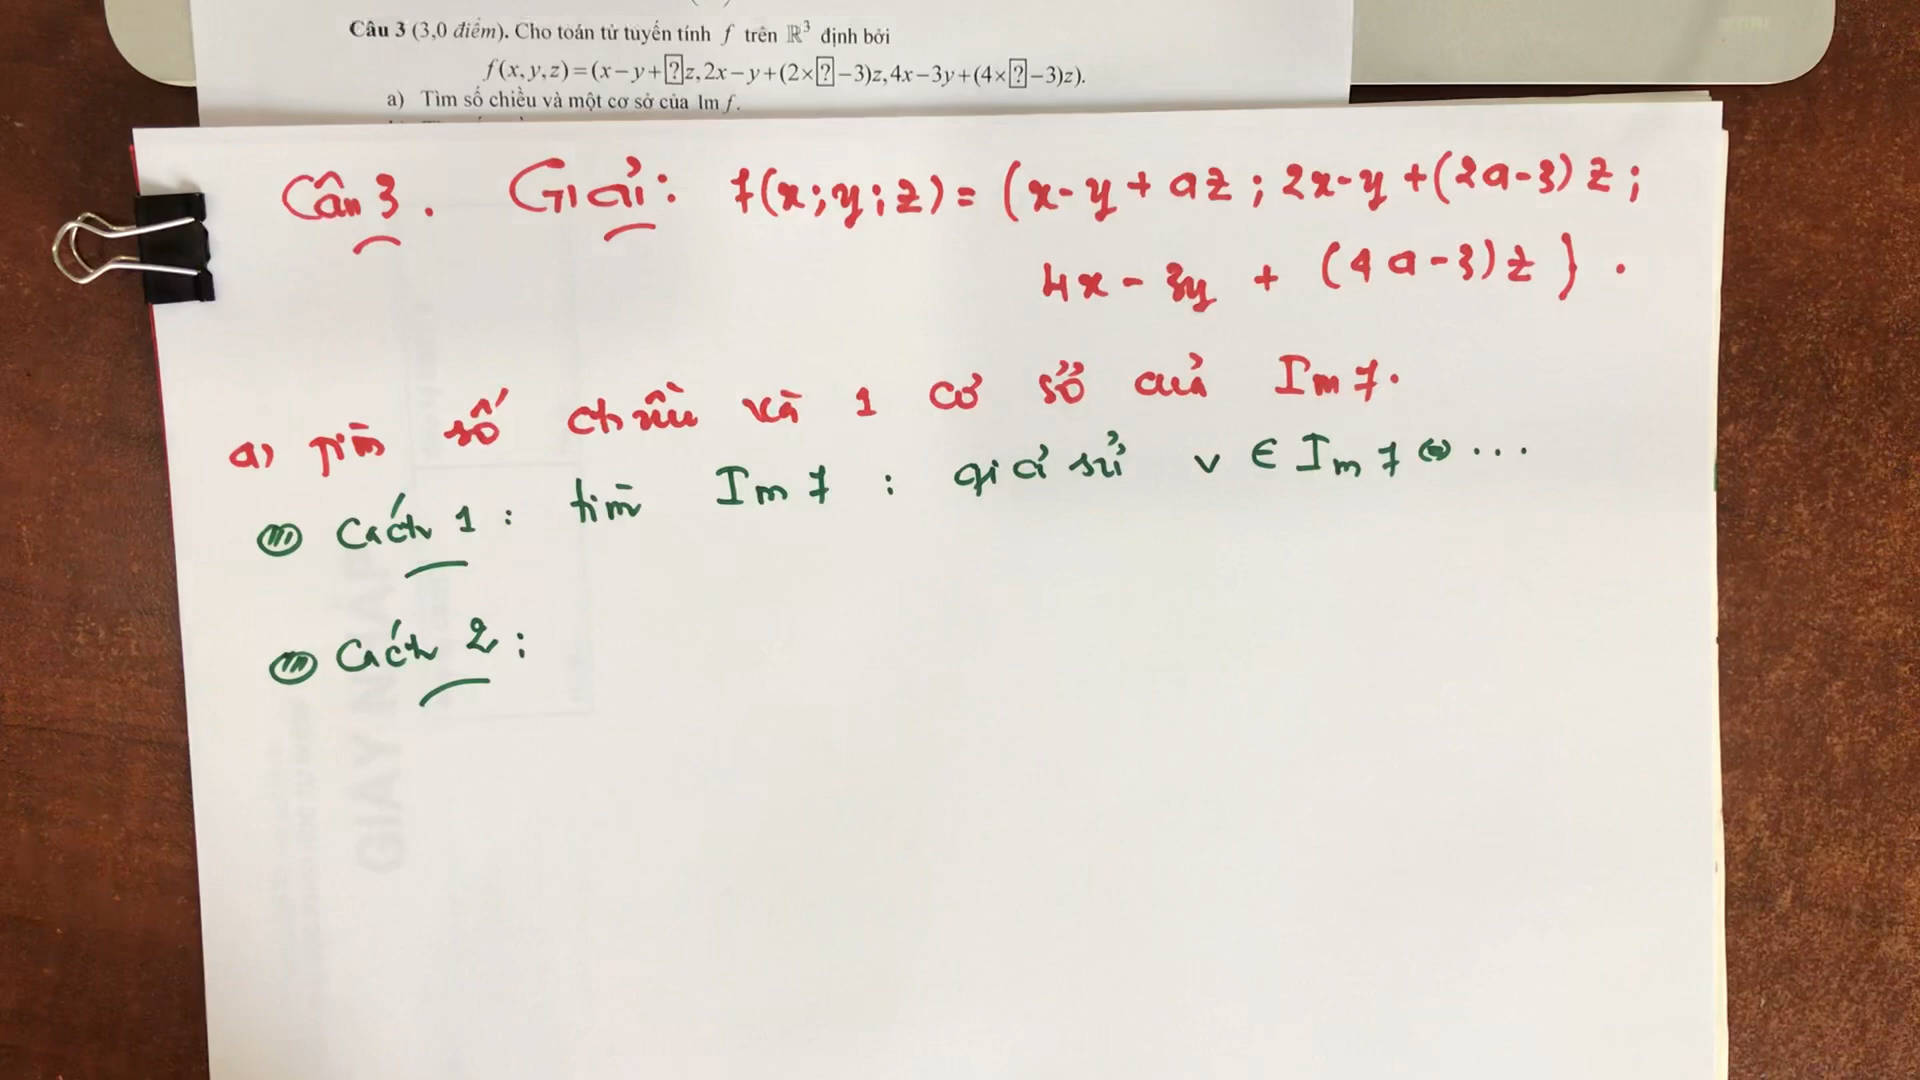 Câu 3 (3,0 điểm). Cho toán tử tuyến tính f trên ℝ³ định bởi
f(x,y,z)=(x−y+[?]z,2x−y+(2×[?]−3)z,4x−3y+(4×[?]−3)z).
a) Tìm số chiều và một cơ sở của Im f.
Câu 3. Giải: f(x;y;z) = (x-y + az ; 2x-y +(2a-3) z ;
4x - 3y + (4a-3) z ) .
a) Tìm số chiều và 1 cơ sở của Im f.
Cách 1 : tìm Im f : giả sử v ∈ Im f ⇔ ...
Cách 2 :
GIẤY NHÁP